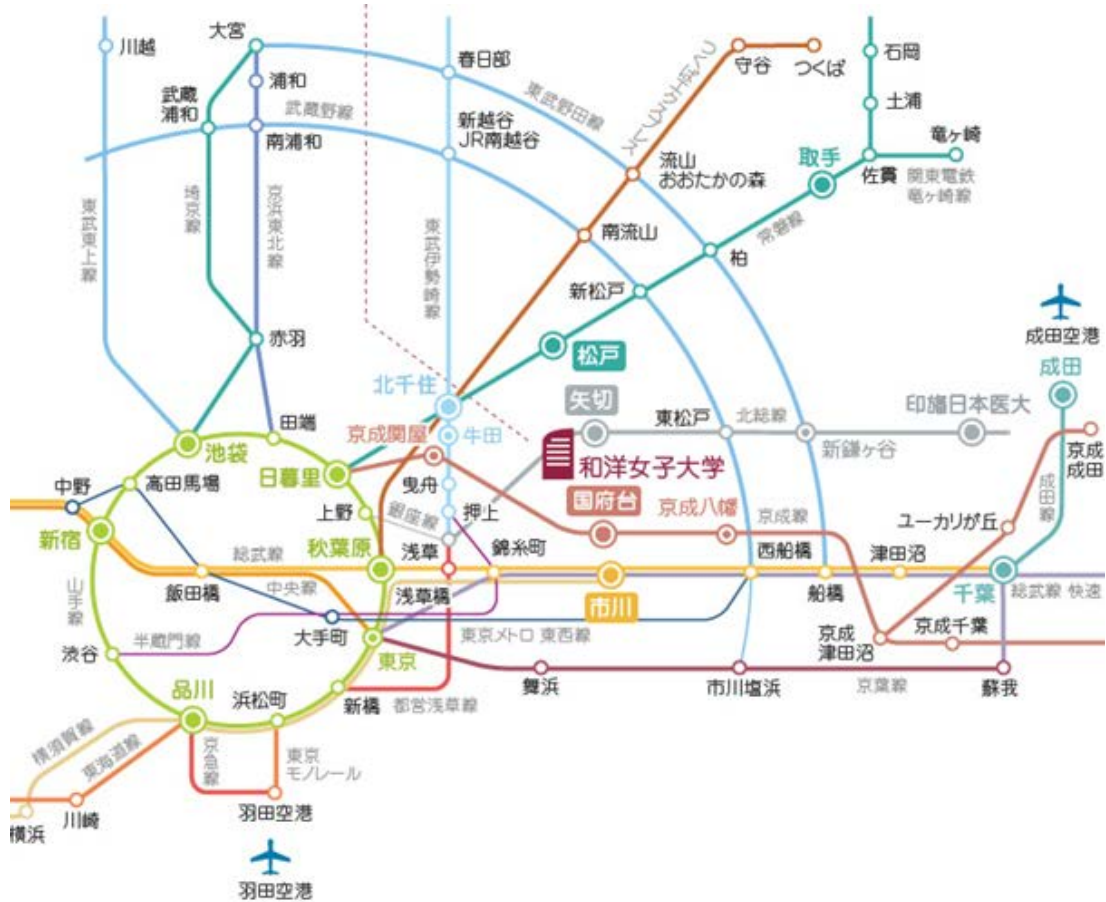 川越
大宮
浦和
武蔵
浦和
武蔵野線
南浦和
春日部
東武野田線
新越谷
JR南越谷
つくばエクスプレス
守谷
つくば
石岡
土浦
竜ヶ崎
取手
佐貫
関東電鉄
竜ヶ崎線
流山
おおたかの森
常磐線
南流山
柏
新松戸
東武東上線
埼京線
京浜東北線
東武伊勢崎線
赤羽
松戸
成田空港
成田
北千住
矢切
東松戸
北総線
印旛日本医大
新鎌ヶ谷
京成
成田
田端
京成関屋
牛田
池袋
日暮里
和洋女子大学
国府台
京成八幡
京成線
ユーカリが丘
成田線
中野
高田馬場
上野
曳舟
銀座線
押上
新宿
秋葉原
浅草
錦糸町
西船橋
津田沼
総武線
中央線
飯田橋
浅草橋
市川
船橋
千葉
総武線 快速
山手線
大手町
東京メトロ 東西線
京成
津田沼
京成千葉
渋谷
半蔵門線
東京
舞浜
市川塩浜
京葉線
蘇我
品川
浜松町
新橋
都営浅草線
横須賀線
東海道線
京急線
東京
モノレール
横浜
川崎
羽田空港
羽田空港